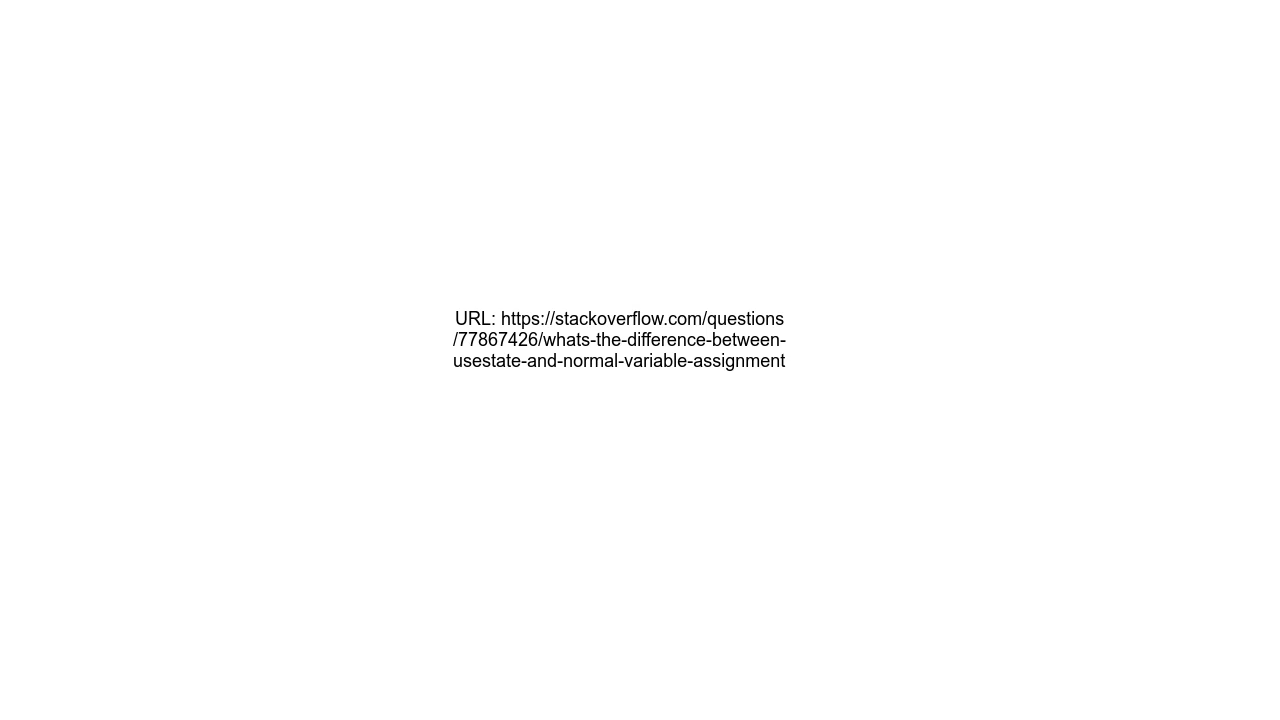 URL: https://stackoverflow.com/questions
/77867426/whats-the-difference-between-
usestate-and-normal-variable-assignment